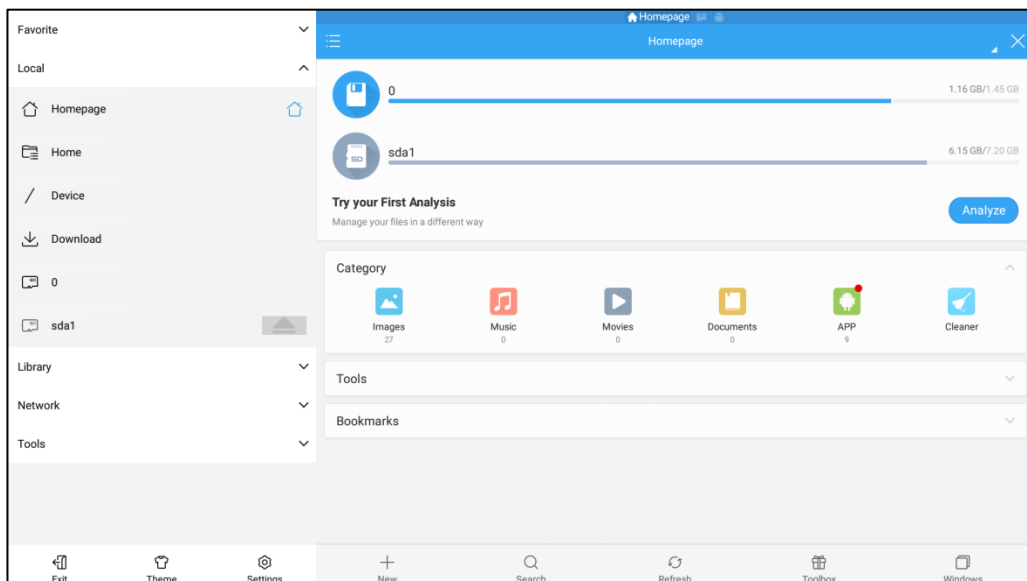 Favorite
Local
Homepage
Home
Device
Download
0
sda1
Library
Network
Tools
Exit
Theme
Settings
Homepage
Homepage
0
1.16 GB/1.45 GB
sda1
6.15 GB/7.20 GB
Try your First Analysis
Manage your files in a different way
Analyze
Category
Images
27
Music
0
Movies
0
Documents
0
APP
9
Cleaner
Tools
Bookmarks
New
Search
Refresh
Toolbox
Windows